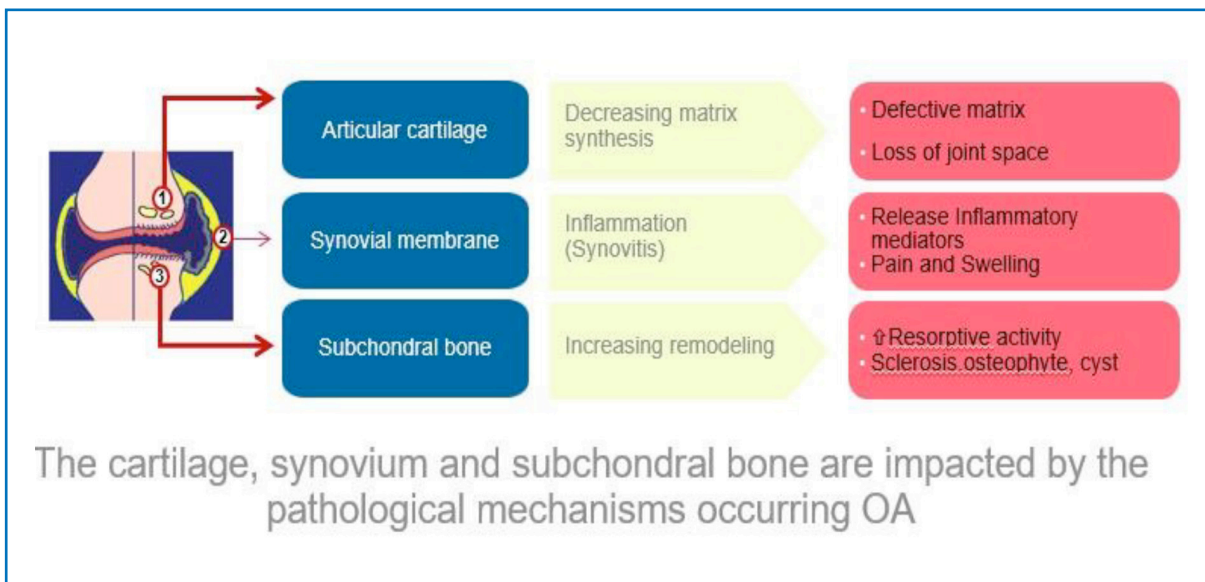 1
2
3
Articular cartilage
Decreasing matrix
synthesis
• Defective matrix
• Loss of joint space
Synovial membrane
Inflammation
(Synovitis)
• Release Inflammatory
mediators
• Pain and Swelling
Subchondral bone
Increasing remodeling
• ⇧Resorptive activity
• Sclerosis.osteophyte, cyst
The cartilage, synovium and subchondral bone are impacted by the
pathological mechanisms occurring OA